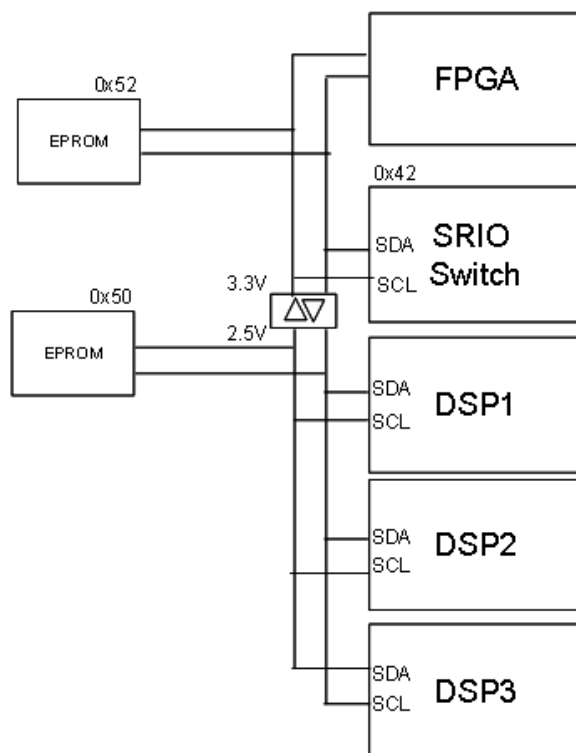 FPGA
0x52
EPROM
0x42
SDA
SRIO
Switch
SCL
3.3V
0x50
2.5V
EPROM
SDA
DSP1
SCL
SDA
DSP2
SCL
SDA
DSP3
SCL